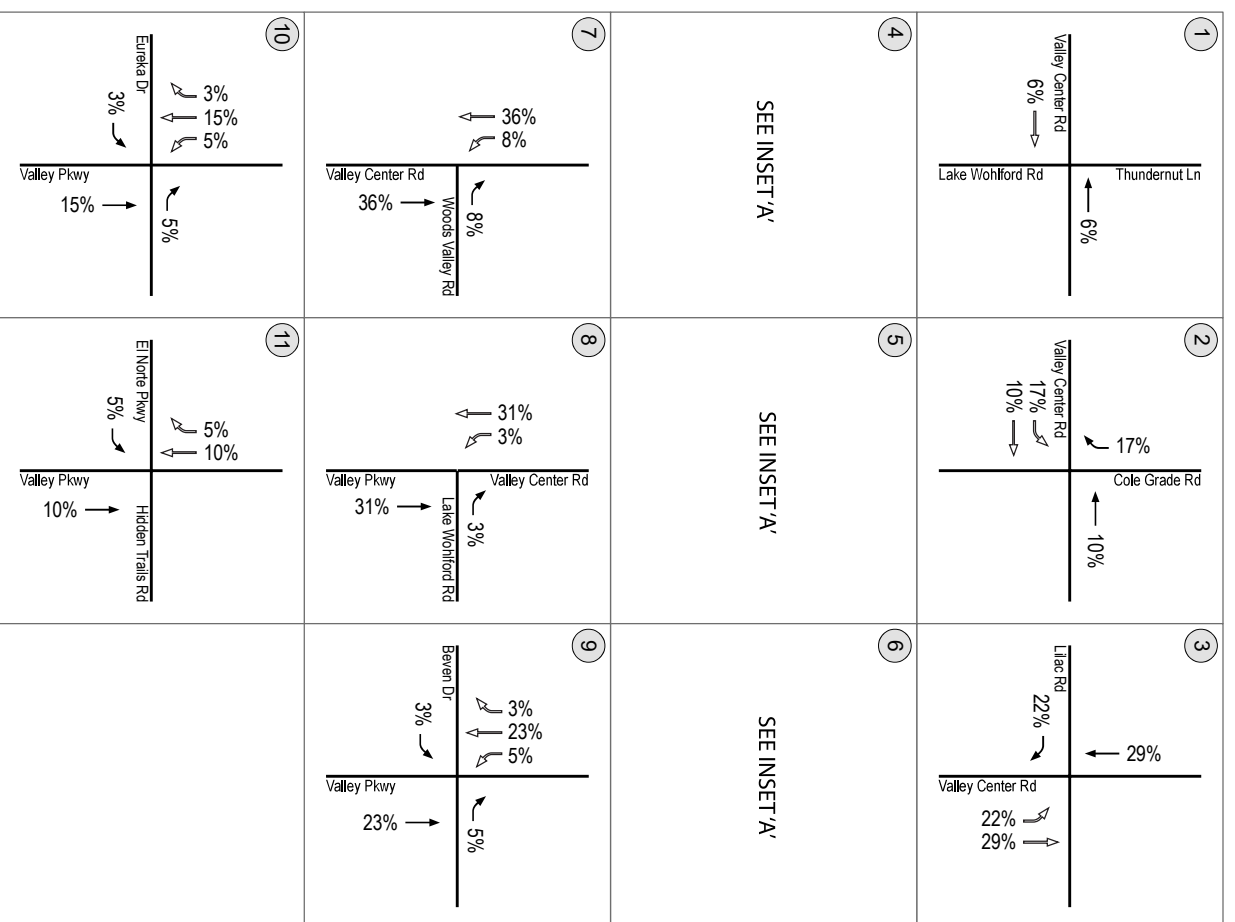 1
Valley Center Rd
6%
Lake Wohlford Rd
Thundernut Ln
6%
2
Valley Center Rd
17%
10%
17%
Cole Grade Rd
10%
3
Lilac Rd
22%
29%
Valley Center Rd
22%
29%
4
SEE INSET 'A'
5
SEE INSET 'A'
6
SEE INSET 'A'
7
36%
8%
Valley Center Rd
36%
Woods Valley Rd
8%
8
31%
3%
Valley Pkwy
Valley Center Rd
31%
Lake Wohlford Rd
3%
9
Beven Dr
3%
3%
23%
5%
Valley Pkwy
23%
5%
10
Eureka Dr
3%
3%
15%
5%
Valley Pkwy
15%
5%
11
El Norte Pkwy
5%
5%
10%
Valley Pkwy
10%
Hidden Trails Rd